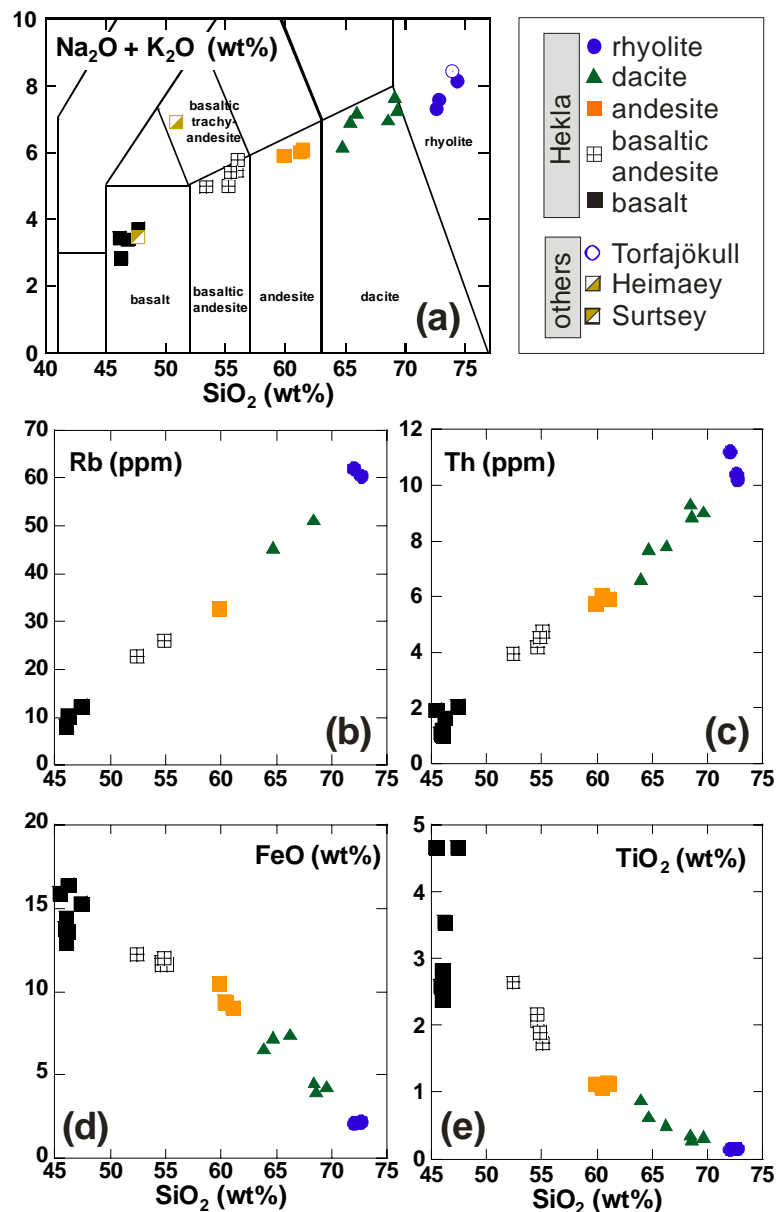 Na₂O + K₂O (wt%)
10
8
6
4
2
0
basaltic
trachy-
andesite
rhyolite
basalt
basaltic
andesite
andesite
dacite
(a)
40 45 50 55 60 65 70 75
SiO₂ (wt%)
Hekla
rhyolite
dacite
andesite
basaltic
andesite
basalt
others
Torfajökull
Heimaey
Surtsey
Rb (ppm)
70
60
50
40
30
20
10
0
(b)
45 50 55 60 65 70 75
Th (ppm)
12
10
8
6
4
2
0
(c)
45 50 55 60 65 70 75
FeO (wt%)
20
15
10
5
0
(d)
45 50 55 60 65 70 75
SiO₂ (wt%)
TiO₂ (wt%)
5
4
3
2
1
0
(e)
45 50 55 60 65 70 75
SiO₂ (wt%)